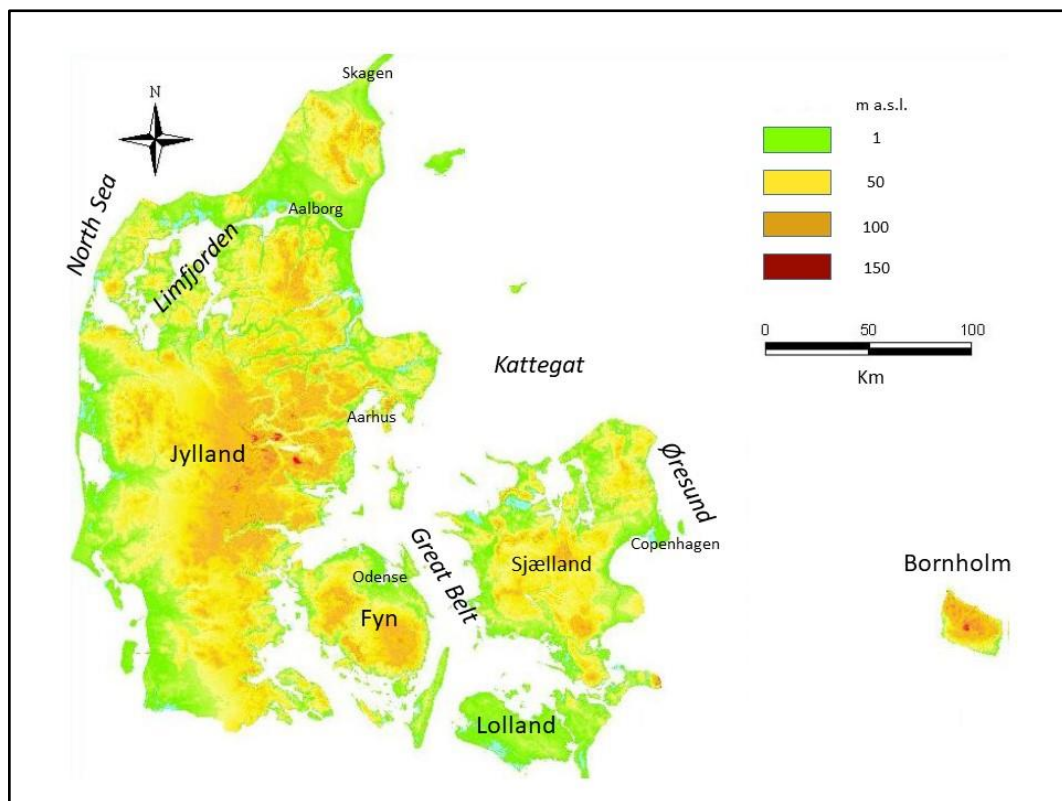 Skagen
N
m a.s.l.
1
50
100
150
North Sea
Aalborg
Limfjorden
0 50 100
Km
Kattegat
Aarhus
Jylland
Øresund
Copenhagen
Great Belt
Sjælland
Bornholm
Odense
Fyn
Lolland